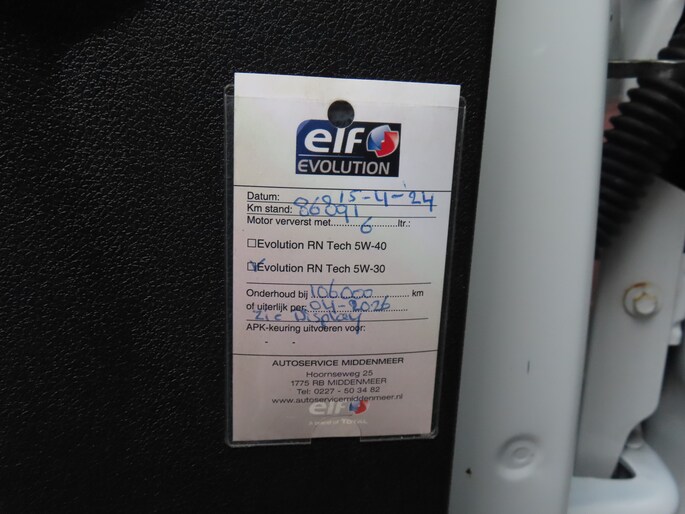 elf
EVOLUTION
Datum: 15-4-24
Km stand: 86891
Motor ververst met......6......ltr.:
☐Evolution RN Tech 5W-40
☑Evolution RN Tech 5W-30
Onderhoud bij 106000 km
of uiterlijk per: 04-2026
zie Display
APK-keuring uitvoeren voor:
- -
AUTOSERVICE MIDDENMEER
Hoornseweg 25
1775 RB MIDDENMEER
Tel: 0227 - 50 34 82
www.autoservicemiddenmeer.nl
elf